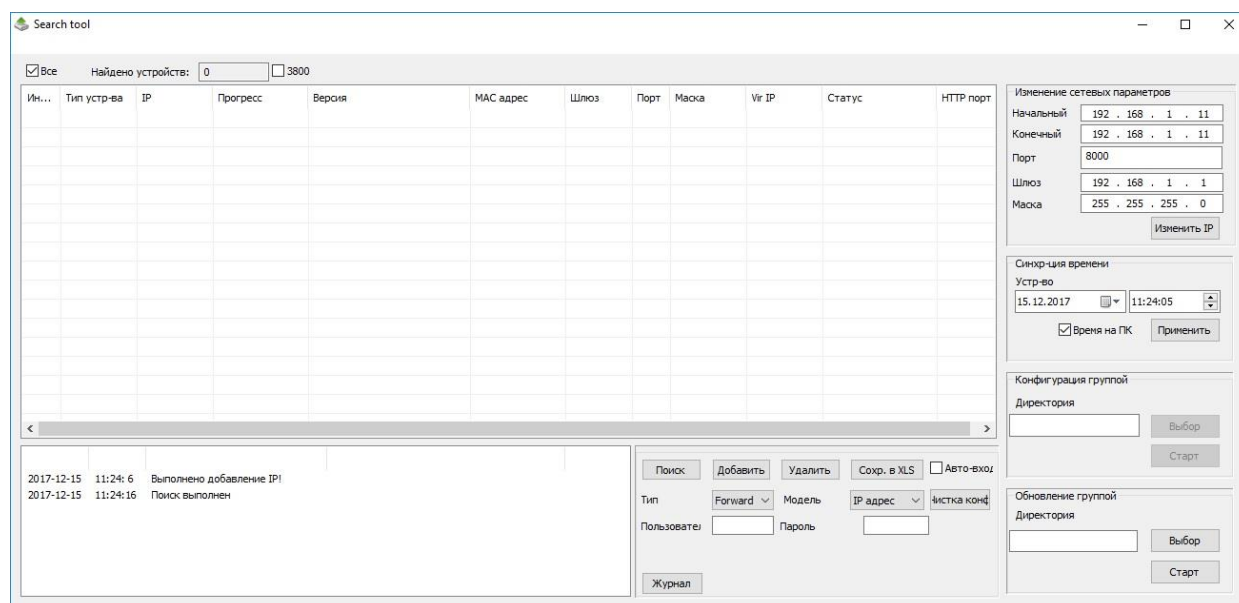 Search tool
Все Найдено устройств: 0 3800
Ин... Тип устр-ва IP Прогресс Версия MAC адрес Шлюз Порт Маска Vir IP Статус HTTP порт
Изменение сетевых параметров
Начальный 192 . 168 . 1 . 11
Конечный 192 . 168 . 1 . 11
Порт 8000
Шлюз 192 . 168 . 1 . 1
Маска 255 . 255 . 255 . 0
Изменить IP
Синхр-ция времени
Устр-во
15.12.2017 11:24:05
Время на ПК Применить
Конфигурация группой
Директория
Выбор
Старт
2017-12-15 11:24: 6 Выполнено добавление IP!
2017-12-15 11:24:16 Поиск выполнен
Поиск Добавить Удалить Сохр. в XLS Авто-вход
Тип Forward Модель IP адрес Чистка конф
Пользовател Пароль
Журнал
Обновление группой
Директория
Выбор
Старт